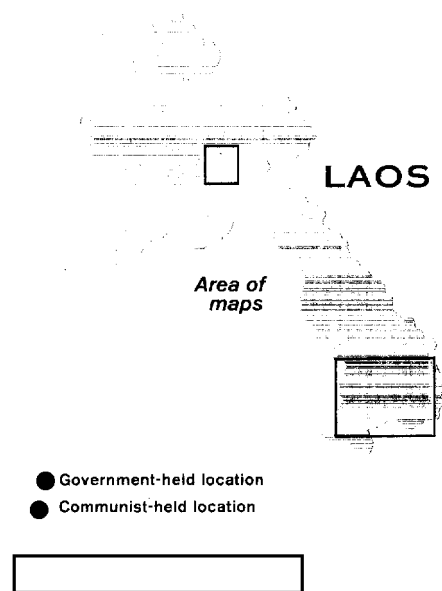 LAOS
Area of
maps
Government-held location
Communist-held location